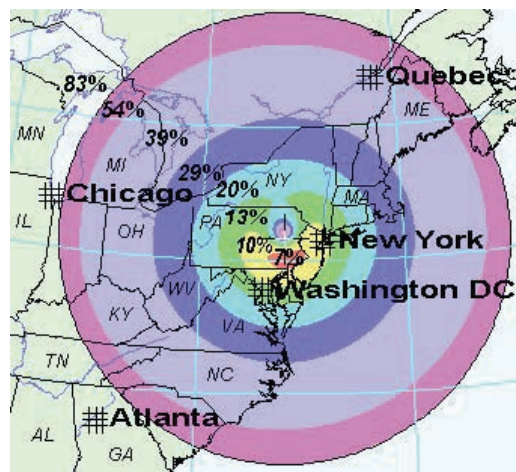 83%
Quebec
54%
ME
MN
39%
MI
29%
NY
20%
MA
Chicago
13%
IL
OH
PA
10%
7%
New York
WV
Washington DC
KY
VA
TN
NC
Atlanta
AL
GA